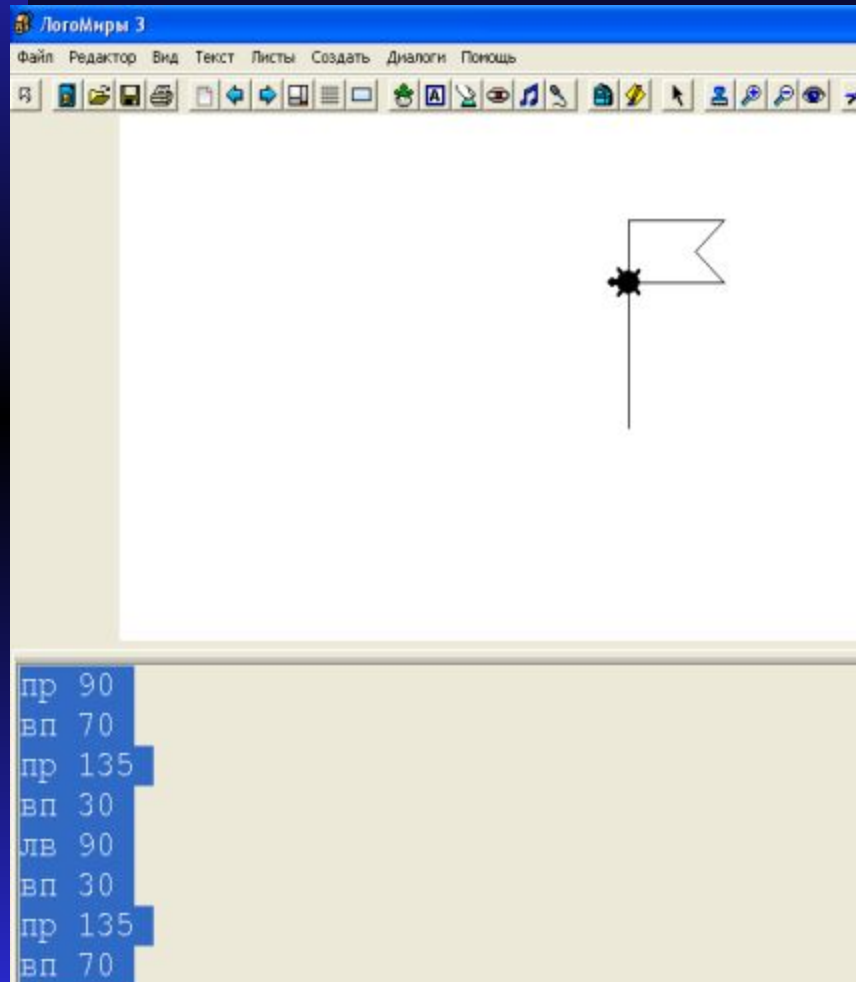 ЛогоМиры 3
Файл Редактор Вид Текст Листы Создать Диалоги Помощь
пр 90
вп 70
пр 135
вп 30
лв 90
вп 30
пр 135
вп 70